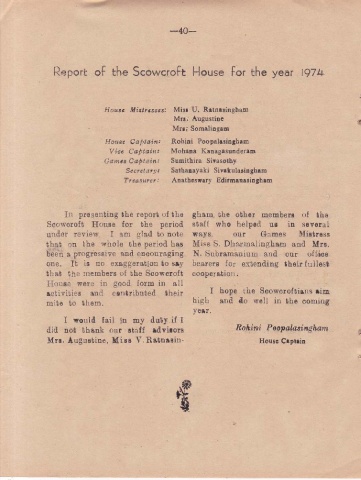 —40—
Report of the Scowcroft House for the year 1974
House Mistresses: Miss U. Ratnasingham
Mrs. Augustine
Mrs. Somalingam
House Captain: Rohini Poopalasingham
Vice Captain: Mohana Kanagasunderam
Games Captain: Sumithira Sivasothy
Secretary: Sathanayaki Sivakulasingham
Treasurer: Anatheswary Edirmanasingham
In presenting the report of the
Scowcroft House for the period
under review. I am glad to note
that on the whole the period has
been a progressive and encouraging
one. It is no exaggeration to say
that the members of the Scowcroft
House were in good form in all
activities and contributed their
mite to them.
I would fail in my duty if I
did not thank our staff advisors
Mrs. Augustine, Miss V. Ratnasin-
gham the other members of the
staff who helped us in several
ways, our Games Mistress
Miss S. Dharmalingham and Mrs.
N. Subramanium and our office
bearers for extending their fullest
cooperation.
I hope the Scowcroftians aim
high and do well in the coming
year.
Rohini Poopalasingham
House Captain